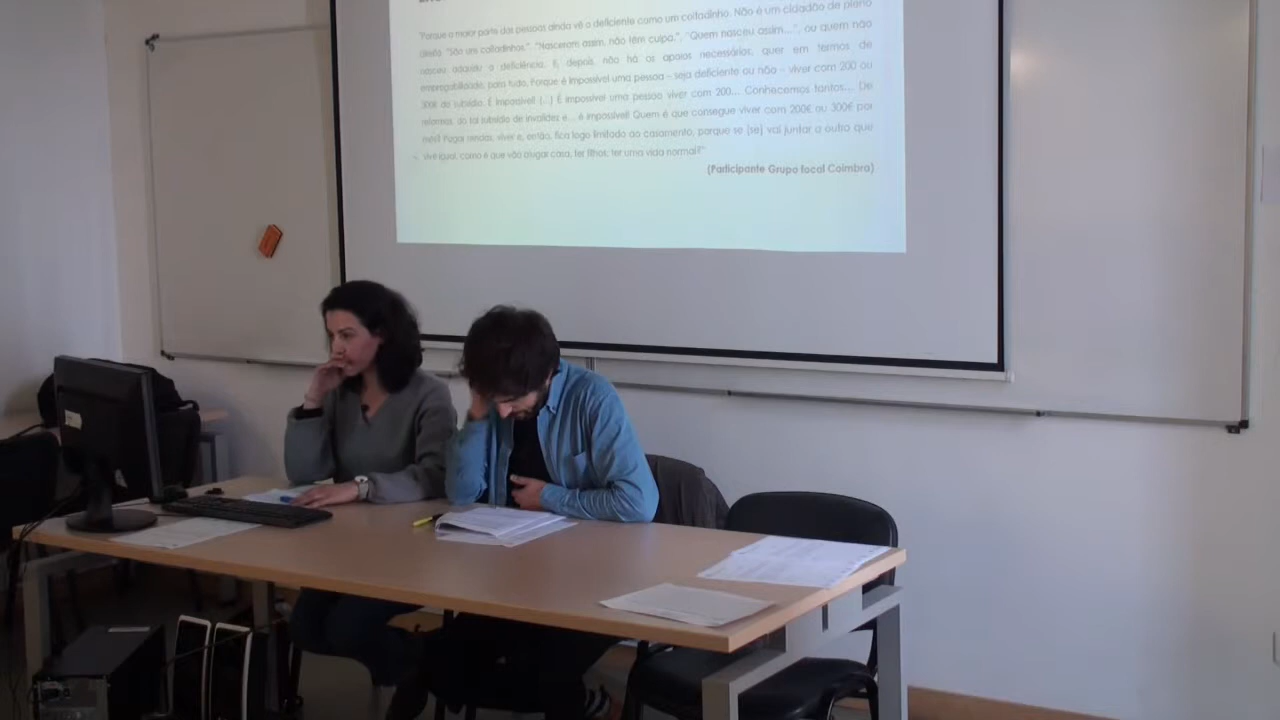 "Porque a maior parte das pessoas ainda vê o deficiente como um coitadinho. Não é um cidadão de pleno
direito. "São uns coitadinhos.", "Nasceram assim, não têm culpa.", "Quem nasceu assim…", ou quem não
nasceu adquiriu a deficiência. E, depois, não há os apoios necessários, quer em termos de
empregabilidade, para tudo. Porque é impossível uma pessoa – seja deficiente ou não – viver com 200 ou
300€ de subsídio. É impossível! (…) É impossível uma pessoa viver com 200… Conhecemos tantos… De
reformas, do tal subsídio de invalidez e… é impossível! Quem é que consegue viver com 200€ ou 300€ por
mês? Pagar rendas, viver e, então, fica logo limitado ao casamento, porque se (se) vai juntar a outro que
vive igual, como é que vão alugar casa, ter filhos, ter uma vida normal?"
(Participante Grupo focal Coimbra)